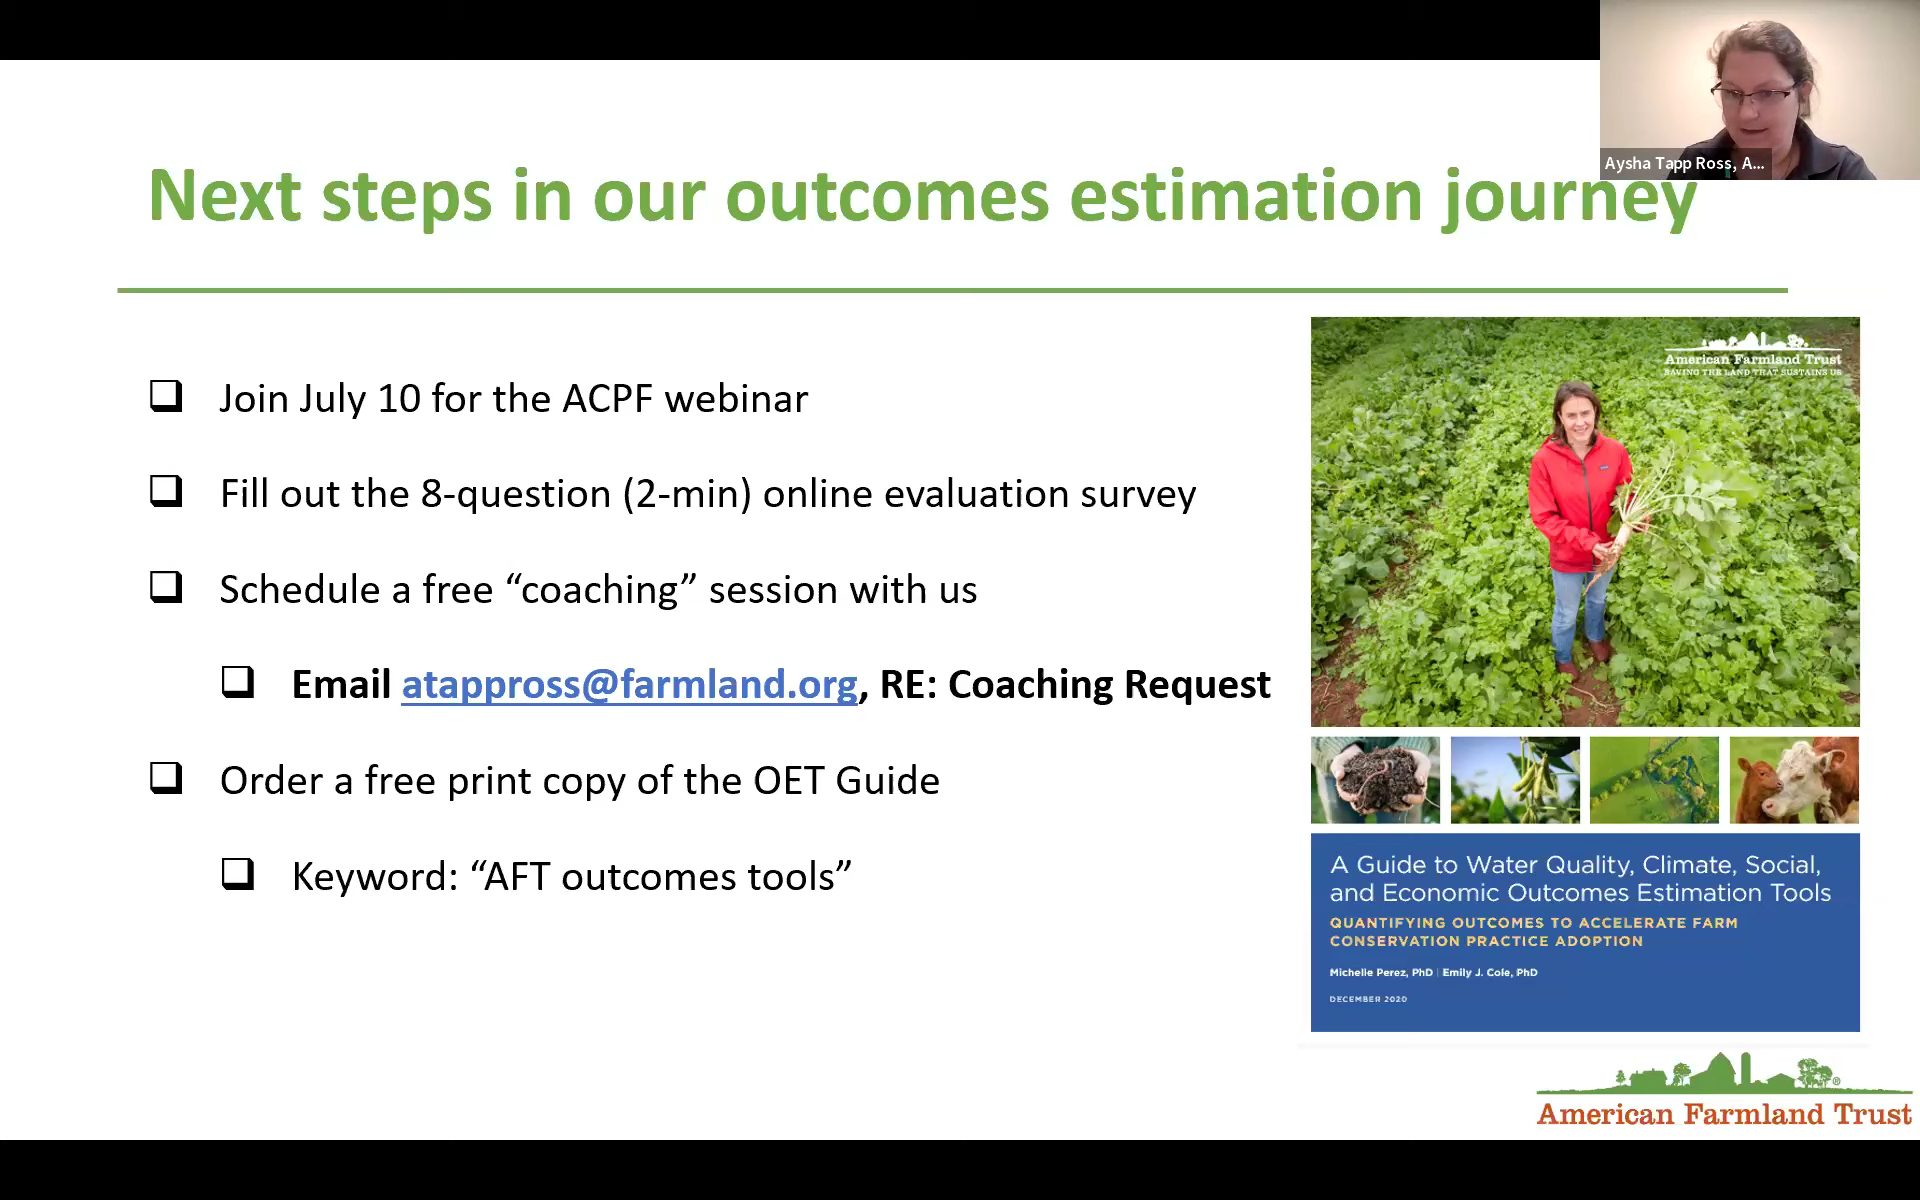 Aysha Tapp Ross, A...
Next steps in our outcomes estimation journey
❑ Join July 10 for the ACPF webinar
❑ Fill out the 8-question (2-min) online evaluation survey
❑ Schedule a free “coaching” session with us
❑ Email atappross@farmland.org, RE: Coaching Request
❑ Order a free print copy of the OET Guide
❑ Keyword: “AFT outcomes tools”
American Farmland Trust
SAVING THE LAND THAT SUSTAINS US
A Guide to Water Quality, Climate, Social,
and Economic Outcomes Estimation Tools
QUANTIFYING OUTCOMES TO ACCELERATE FARM
CONSERVATION PRACTICE ADOPTION
Michelle Perez, PhD | Emily J. Cole, PhD
DECEMBER 2020
®
American Farmland Trust